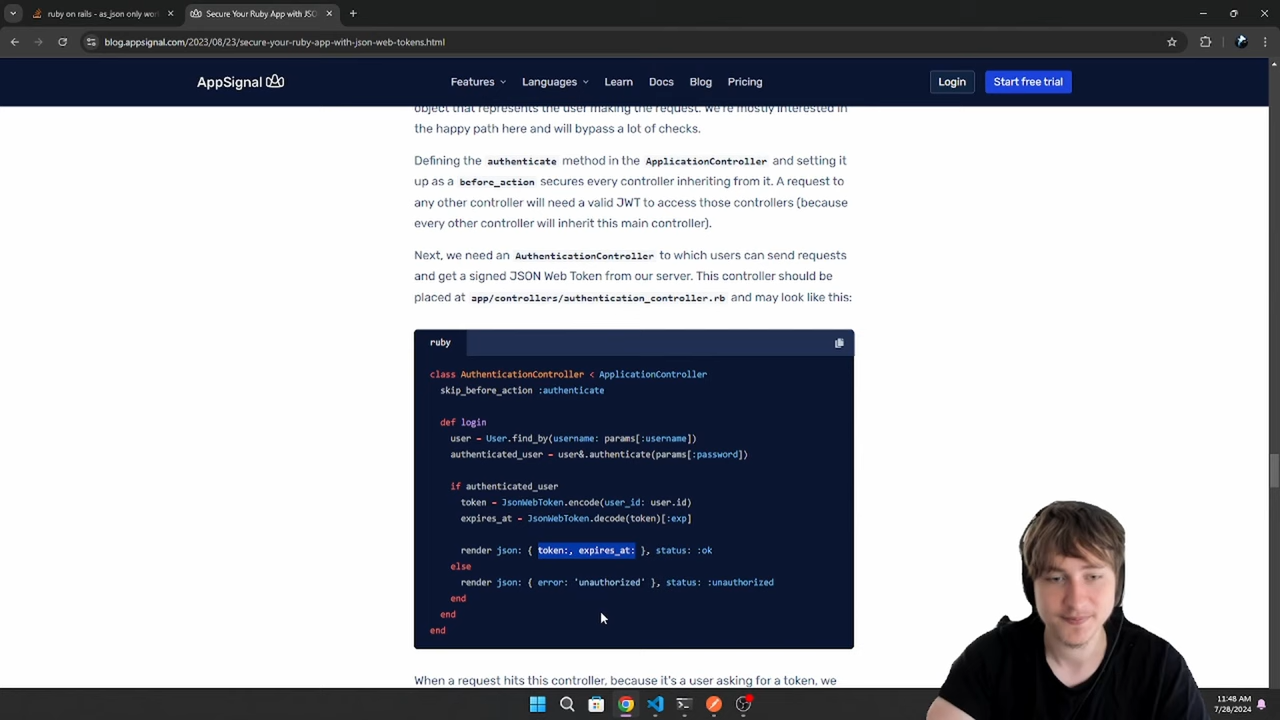 ruby on rails - as_json only wor
Secure Your Ruby App with JSO
blog.appsignal.com/2023/08/23/secure-your-ruby-app-with-json-web-tokens.html
AppSignal
Features
Languages
Learn
Docs
Blog
Pricing
Login
Start free trial
object that represents the user making the request. We're mostly interested in
the happy path here and will bypass a lot of checks.
Defining the authenticate method in the ApplicationController and setting it
up as a before_action secures every controller inheriting from it. A request to
any other controller will need a valid JWT to access those controllers (because
every other controller will inherit this main controller).
Next, we need an AuthenticationController to which users can send requests
and get a signed JSON Web Token from our server. This controller should be
placed at app/controllers/authentication_controller.rb and may look like this:
ruby
class AuthenticationController < ApplicationController
skip_before_action :authenticate
def login
user = User.find_by(username: params[:username])
authenticated_user = user&.authenticate(params[:password])
if authenticated_user
token = JsonWebToken.encode(user_id: user.id)
expires_at = JsonWebToken.decode(token)[:exp]
render json: { token:, expires_at: }, status: :ok
else
render json: { error: 'unauthorized' }, status: :unauthorized
end
end
end
When a request hits this controller, because it's a user asking for a token, we
11:48 AM
7/28/2024